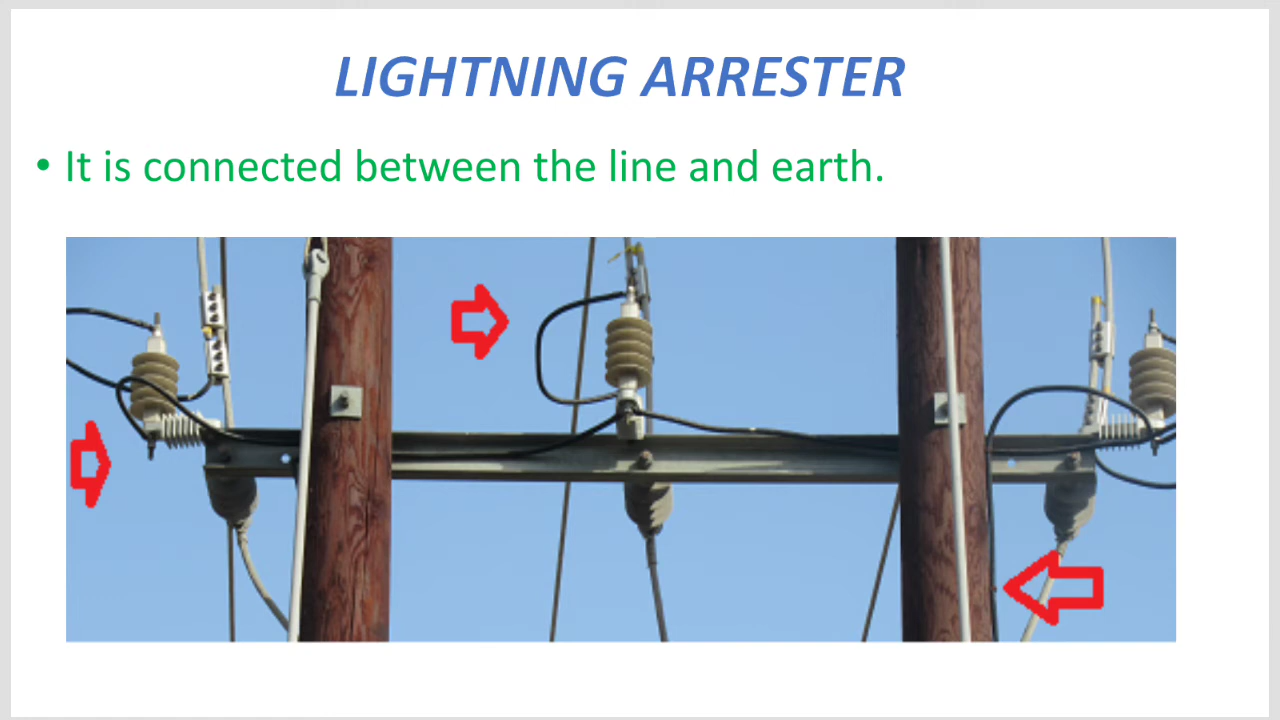 LIGHTNING ARRESTER
• It is connected between the line and earth.